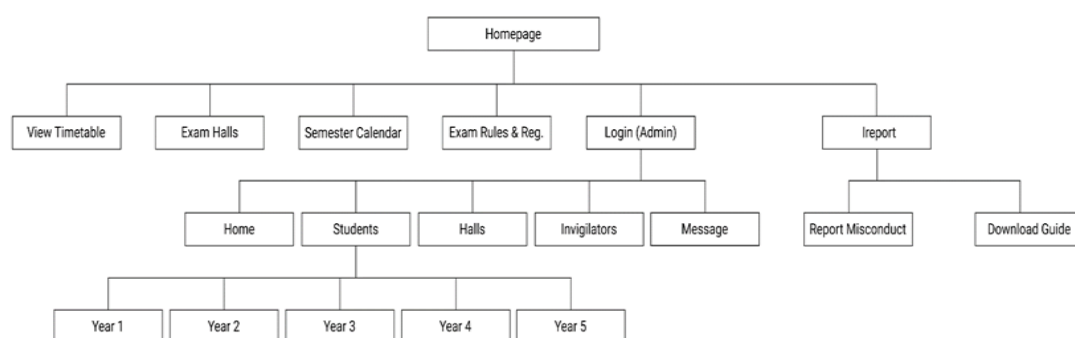 Homepage
View Timetable
Exam Halls
Semester Calendar
Exam Rules & Reg.
Login (Admin)
Ireport
Home
Students
Halls
Invigilators
Message
Report Misconduct
Download Guide
Year 1
Year 2
Year 3
Year 4
Year 5